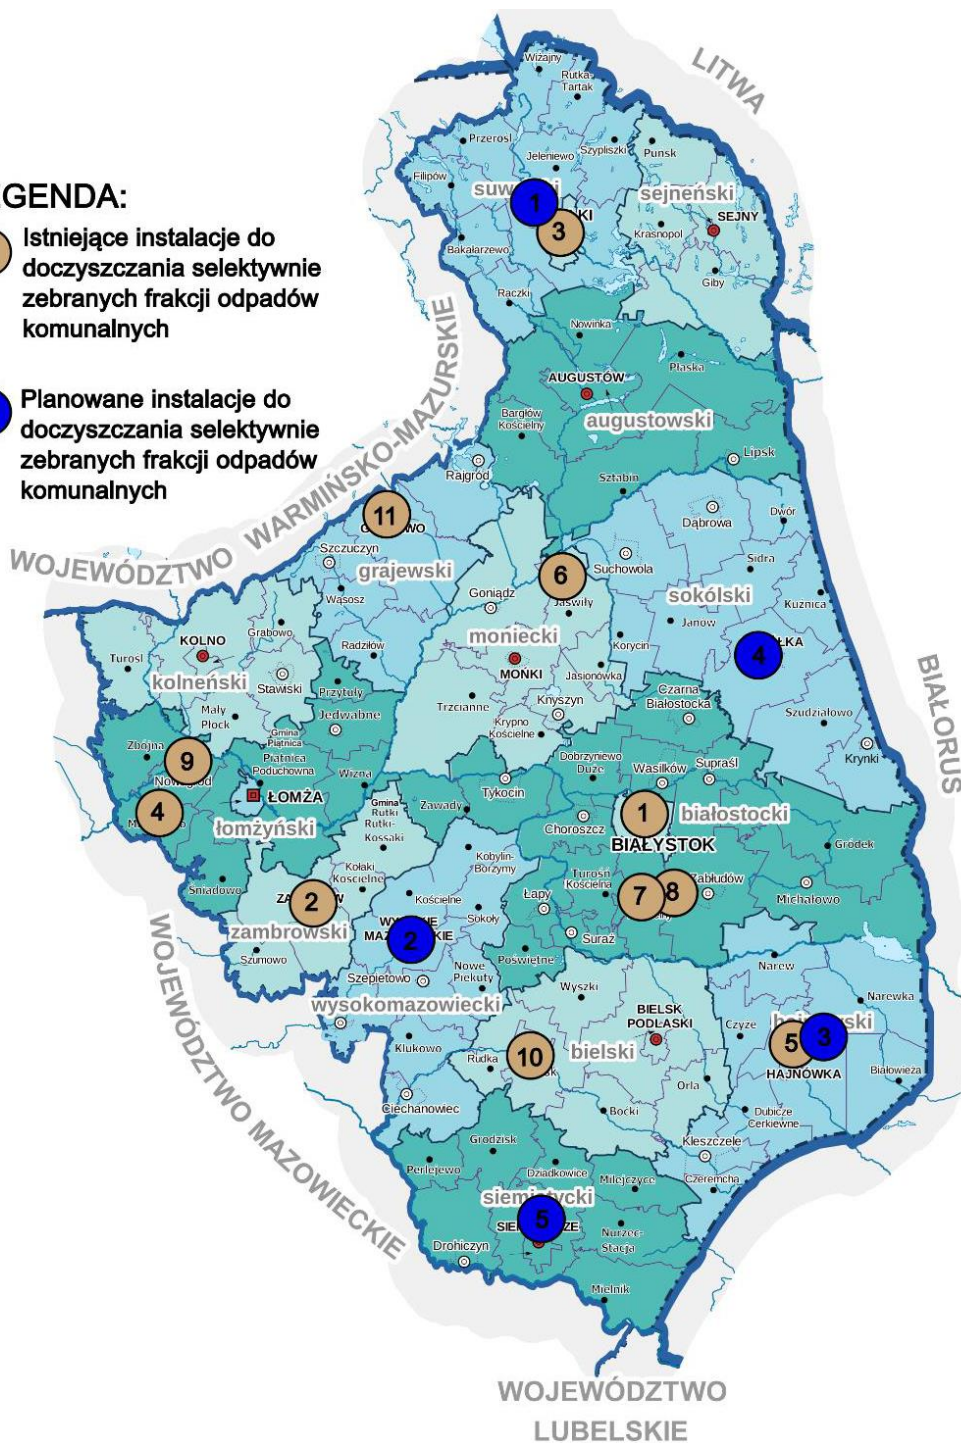 LITWA
Wiżajny
Rutka-
Tartak
Przerośl
Szypliszki
Puńsk
Jeleniewo
Filipów
sejneński
1
SEJNY
3
Krasnopol
Bakałarzewo
Giby
Raczki
EGENDA:
Istniejące instalacje do
doczyszczania selektywnie
zebranych frakcji odpadów
komunalnych
Planowane instalacje do
doczyszczania selektywnie
zebranych frakcji odpadów
komunalnych
Nowinka
Płaska
AUGUSTÓW
augustowski
Bargłów
Kościelny
Lipsk
Rajgród
Sztabin
WOJEWÓDZTWO WARMIŃSKO-MAZURSKIE
11
Szczuczyn
grajewski
Wąsosz
Dąbrowa
Dwór
Suchowola
Sidra
6
sokólski
Goniądz
Jaświły
Kuźnica
moniecki
Korycin
Janów
4
KOLNO
Grabowo
Radziłów
MOŃKI
Turośl
kolneński
Stawiski
Przytuły
Jasionówka
BIAŁORUŚ
Trzcianne
Knyszyn
Czarna
Białostocka
Mały
Płock
Jedwabne
Krypno
Kościelne
Szudziałowo
Krynki
Zbójna
Gmina
Piątnica
Piątnica
Poduchowna
Dobrzyniewo
Duże
Wasilków
Supraśl
9
Wizna
Tykocin
4
ŁOMŻA
łomżyński
Zawady
Gmina
Rutki
Rutki-
Kossaki
Choroszcz
1
białostocki
BIAŁYSTOK
Gródek
Kobylin-
Borzymy
Kołaki
Kościelne
Turośń
Kościelna
Zabłudów
Śniadowo
2
Kościelne
Łapy
7
8
Michałowo
zambrowski
Sokoły
2
Suraż
Szumowo
Poświętne
Szepietowo
Nowe
Piekuty
Narew
Wyszki
wysokomazowiecki
BIELSK
PODLASKI
Narewka
Czyże
Klukowo
10
bielski
5
3
Rudka
HAJNÓWKA
Białowieża
Orla
Ciechanowiec
Boćki
Dubicze
Cerkiewne
WOJEWÓDZTWO MAZOWIECKIE
Grodzisk
Kleszczele
Perlejewo
Dziadkowice
Milejczyce
Czeremcha
siemiatycki
5
Nurzec-
Stacja
Drohiczyn
Mielnik
WOJEWÓDZTWO
LUBELSKIE